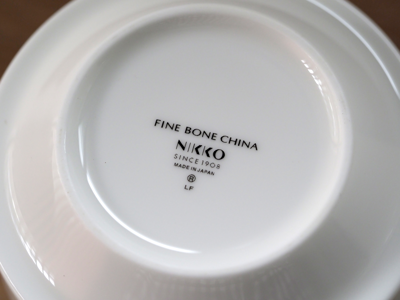 FINE BONE CHINA
NIKKO
SINCE 1908
MADE IN JAPAN
®
LF